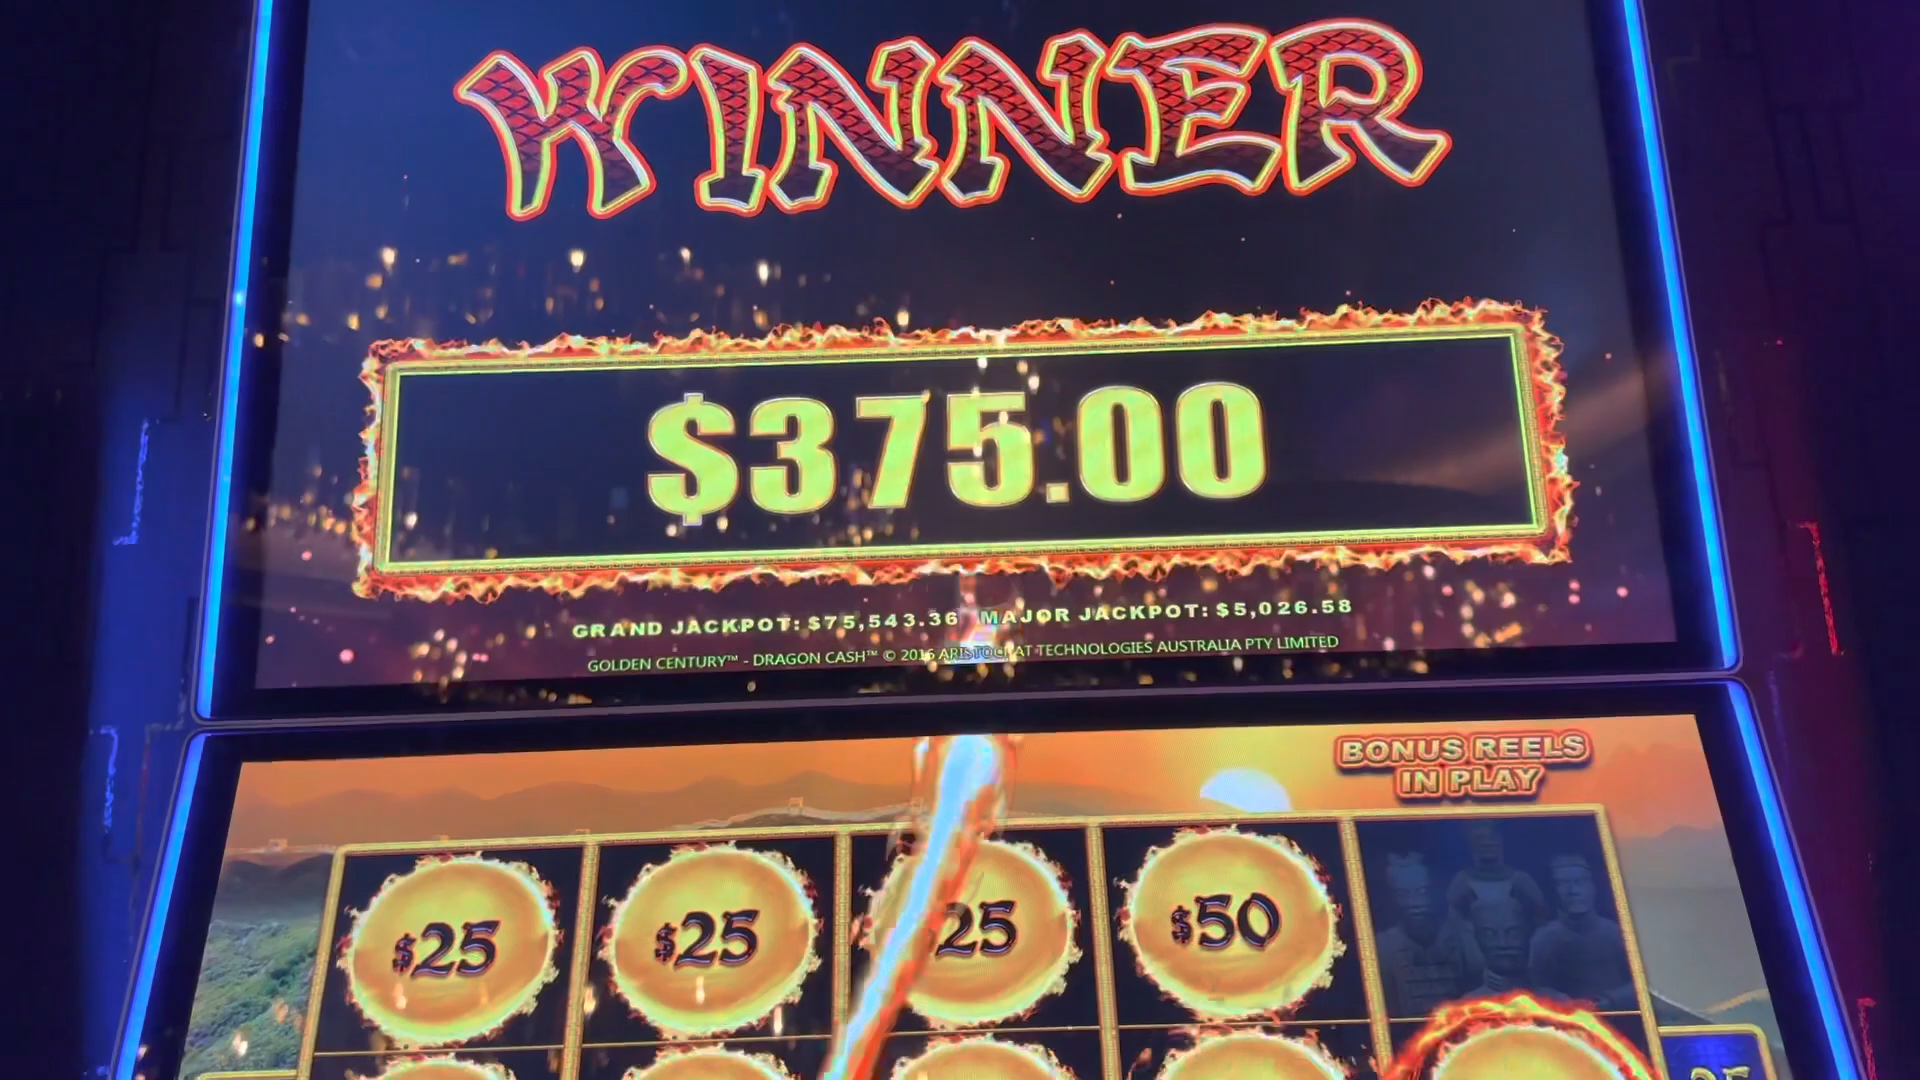 WINNER
$375.00
GRAND JACKPOT: $75,543.36 MAJOR JACKPOT: $5,026.58
GOLDEN CENTURY™ - DRAGON CASH™ © 2016 ARISTOCRAT TECHNOLOGIES AUSTRALIA PTY LIMITED
BONUS REELS
IN PLAY
$25 $25 25 $50